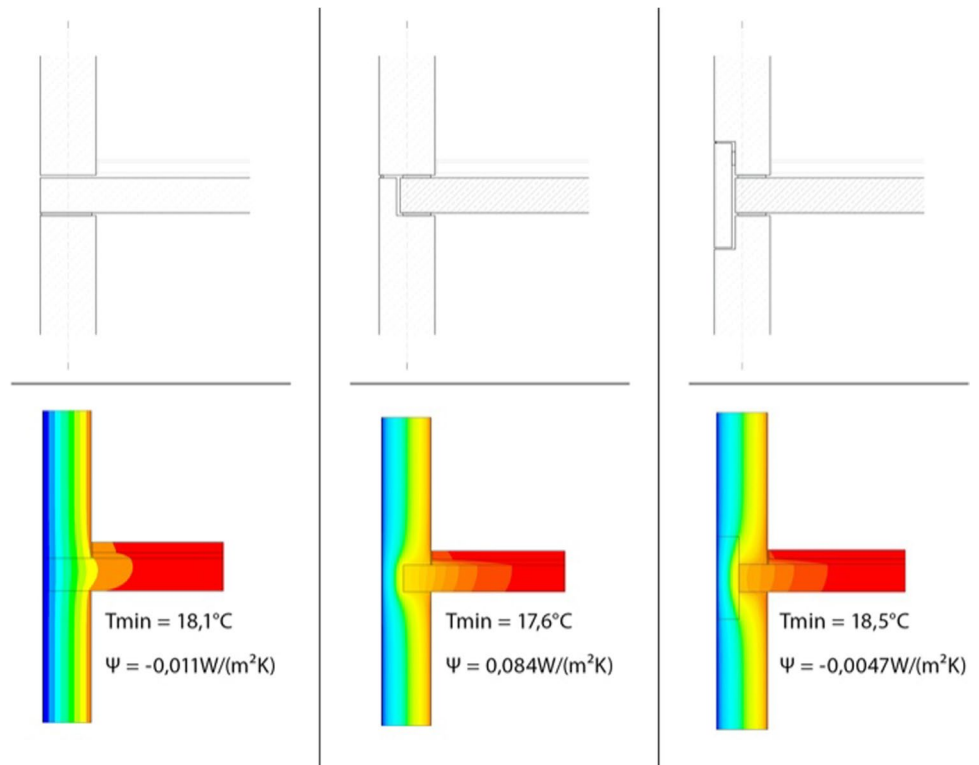 Tmin = 18,1°C
Ψ = -0,011W/(m²K)
Tmin = 17,6°C
Ψ = 0,084W/(m²K)
Tmin = 18,5°C
Ψ = -0,0047W/(m²K)